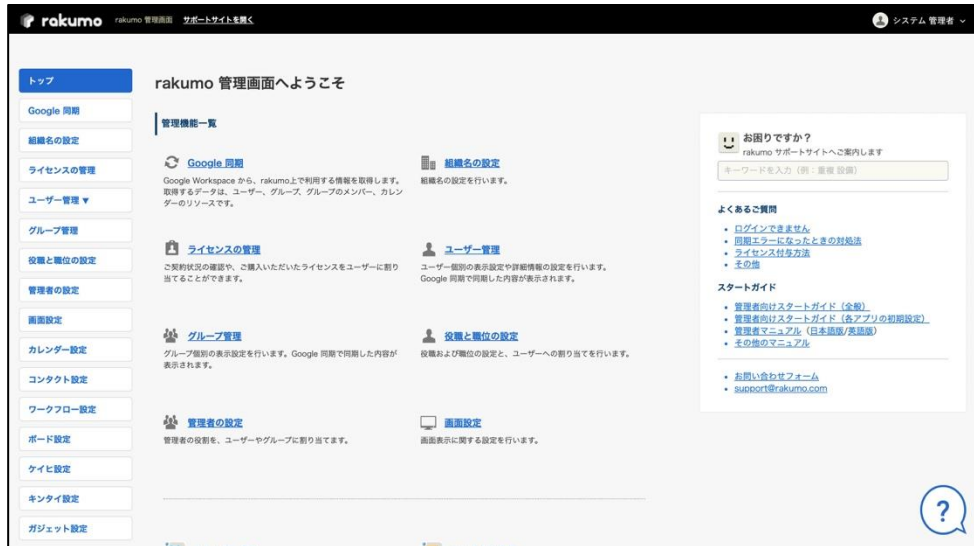 rakumo rakumo 管理画面 サポートサイトを開く
システム 管理者
トップ
Google 同期
組織名の設定
ライセンスの管理
ユーザー管理 ▼
グループ管理
役職と職位の設定
管理者の設定
画面設定
カレンダー設定
コンタクト設定
ワークフロー設定
ボード設定
ケイヒ設定
キンタイ設定
ガジェット設定
rakumo 管理画面へようこそ
管理機能一覧
Google 同期
Google Workspace から、rakumo上で利用する情報を取得します。
取得するデータは、ユーザー、グループ、グループのメンバー、カレン
ダーのリソースです。
組織名の設定
組織名の設定を行います。
ライセンスの管理
ご契約状況の確認や、ご購入いただいたライセンスをユーザーに割り
当てることができます。
ユーザー管理
ユーザー個別の表示設定や詳細情報の設定を行います。
Google 同期で同期した内容が表示されます。
グループ管理
グループ個別の表示設定を行います。Google 同期で同期した内容が
表示されます。
役職と職位の設定
役職および職位の設定と、ユーザーへの割り当てを行います。
管理者の設定
管理者の役割を、ユーザーやグループに割り当てます。
画面設定
画面表示に関する設定を行います。
お困りですか？
rakumo サポートサイトへご案内します
キーワードを入力（例：重複 設備）
よくあるご質問
ログインできません
同期エラーになったときの対処法
ライセンス付与方法
その他
スタートガイド
管理者向けスタートガイド（全般）
管理者向けスタートガイド（各アプリの初期設定）
管理者マニュアル（日本語版/英語版）
その他のマニュアル
お問い合わせフォーム
support@rakumo.com
?